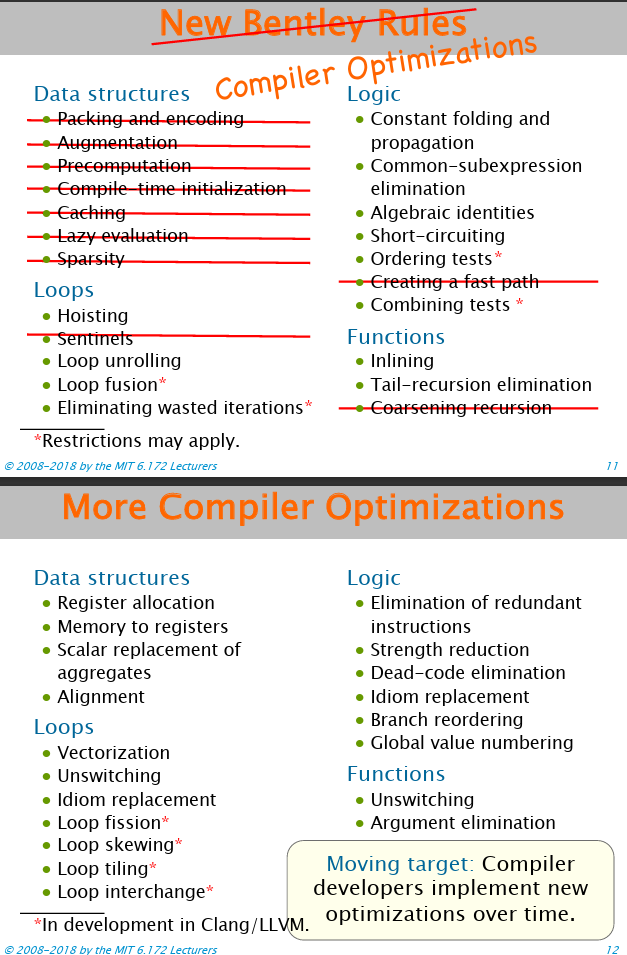 New Bentley Rules
Compiler Optimizations
Data structures
• Packing and encoding
• Augmentation
• Precomputation
• Compile-time initialization
• Caching
• Lazy evaluation
• Sparsity
Loops
• Hoisting
• Sentinels
• Loop unrolling
• Loop fusion*
• Eliminating wasted iterations*
Logic
• Constant folding and
propagation
• Common-subexpression
elimination
• Algebraic identities
• Short-circuiting
• Ordering tests*
• Creating a fast path
• Combining tests *
Functions
• Inlining
• Tail-recursion elimination
• Coarsening recursion
*Restrictions may apply.
© 2008-2018 by the MIT 6.172 Lecturers
11
More Compiler Optimizations
Data structures
• Register allocation
• Memory to registers
• Scalar replacement of
aggregates
• Alignment
Loops
• Vectorization
• Unswitching
• Idiom replacement
• Loop fission*
• Loop skewing*
• Loop tiling*
• Loop interchange*
Logic
• Elimination of redundant
instructions
• Strength reduction
• Dead-code elimination
• Idiom replacement
• Branch reordering
• Global value numbering
Functions
• Unswitching
• Argument elimination
Moving target: Compiler
developers implement new
optimizations over time.
*In development in Clang/LLVM.
© 2008-2018 by the MIT 6.172 Lecturers
12